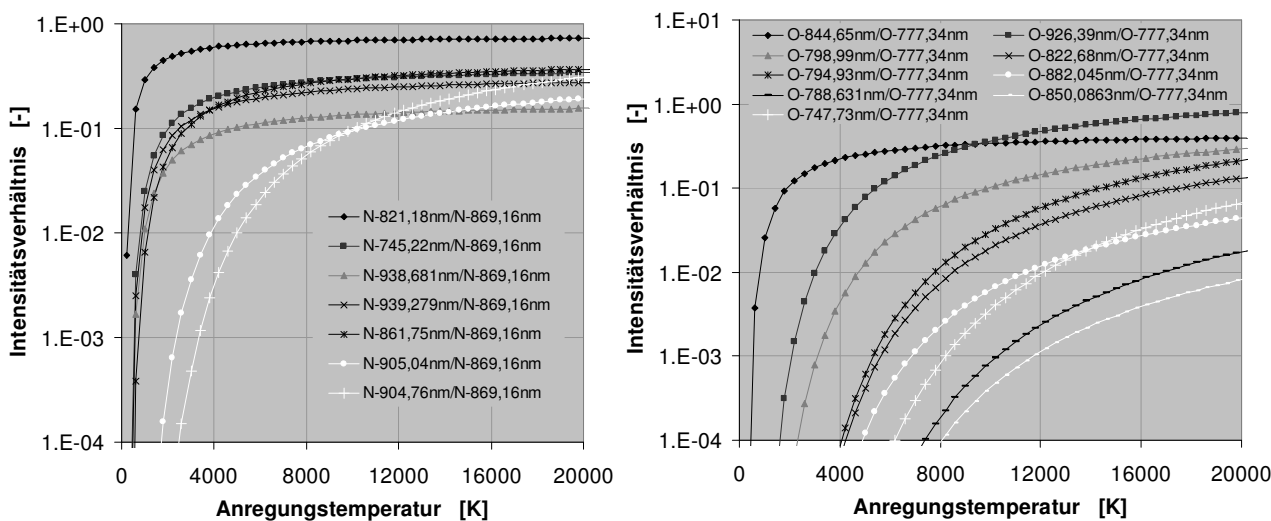 1.E+00
1.E-01
1.E-02
1.E-03
1.E-04
Intensitätsverhältnis [-]
N-821,18nm/N-869,16nm
N-745,22nm/N-869,16nm
N-938,681nm/N-869,16nm
N-939,279nm/N-869,16nm
N-861,75nm/N-869,16nm
N-905,04nm/N-869,16nm
N-904,76nm/N-869,16nm
0 4000 8000 12000 16000 20000
Anregungstemperatur [K]
1.E+01
1.E+00
1.E-01
1.E-02
1.E-03
1.E-04
Intensitätsverhältnis [-]
O-844,65nm/O-777,34nm O-926,39nm/O-777,34nm
O-798,99nm/O-777,34nm O-822,68nm/O-777,34nm
O-794,93nm/O-777,34nm O-882,045nm/O-777,34nm
O-788,631nm/O-777,34nm O-850,0863nm/O-777,34nm
O-747,73nm/O-777,34nm
0 4000 8000 12000 16000 20000
Anregungstemperatur [K]